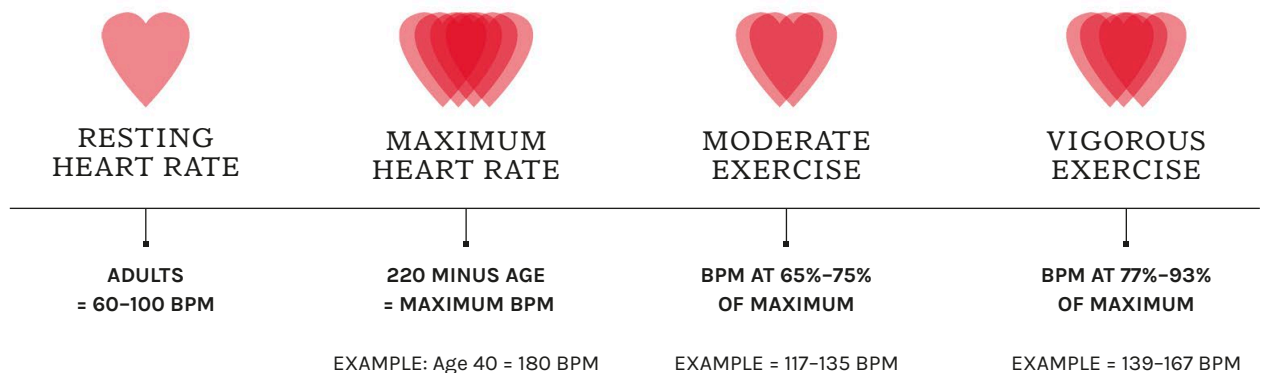 RESTING
HEART RATE
ADULTS
= 60–100 BPM
MAXIMUM
HEART RATE
220 MINUS AGE
= MAXIMUM BPM
EXAMPLE: Age 40 = 180 BPM
MODERATE
EXERCISE
BPM AT 65%–75%
OF MAXIMUM
EXAMPLE = 117–135 BPM
VIGOROUS
EXERCISE
BPM AT 77%–93%
OF MAXIMUM
EXAMPLE = 139–167 BPM